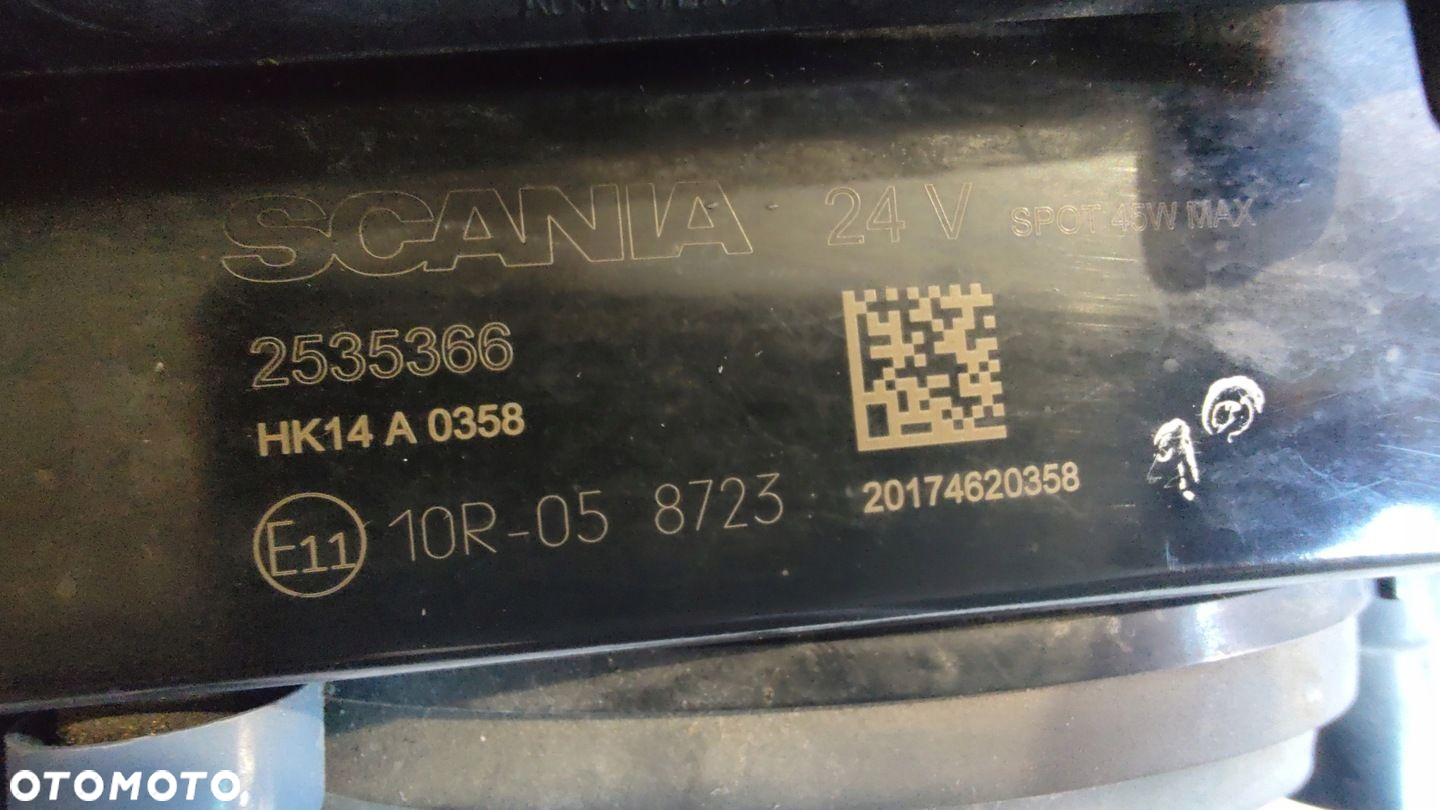 SCANIA 24 V SPOT 45W MAX
2535366
HK14 A 0358
E11 10R-05 8723
20174620358
OTOMOTO